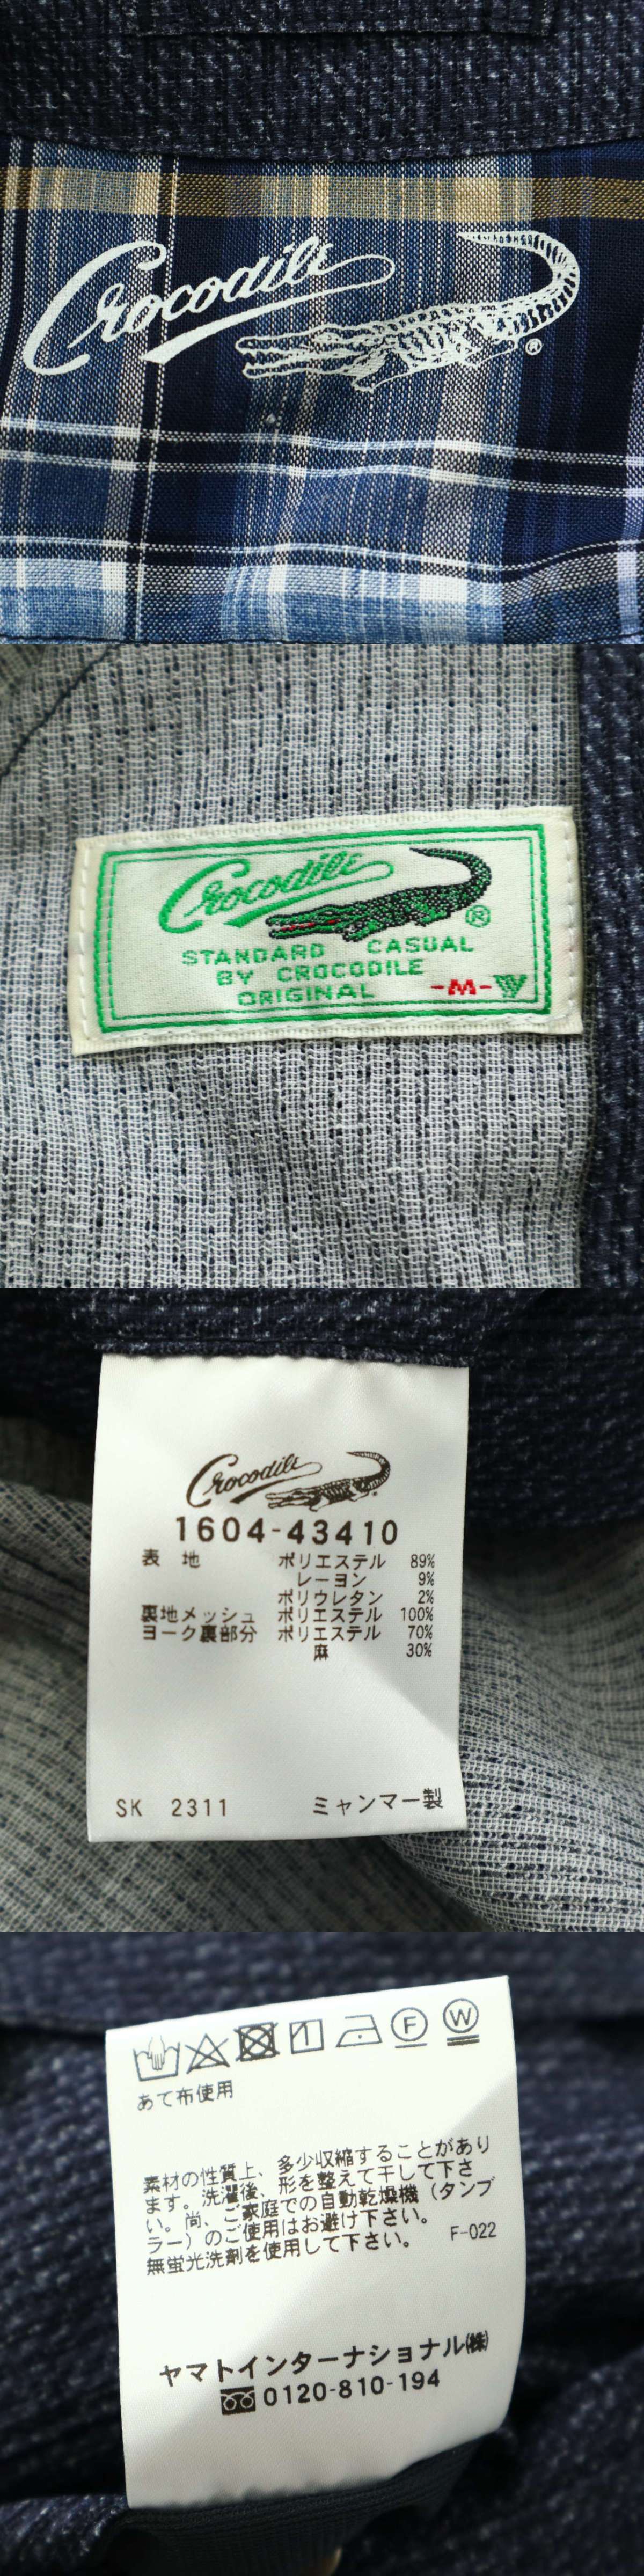 Crocodile
®
Crocodile
®
STANDARD CASUAL
BY CROCODILE
ORIGINAL -M-
Crocodile
1604-43410
表 地 ポリエステル 89%
レーヨン 9%
ポリウレタン 2%
裏地メッシュ ポリエステル 100%
ヨーク裏部分 ポリエステル 70%
麻 30%
SK 2311 ミャンマー製
1 F W
あて布使用
素材の性質上、多少収縮することがあり
ます。洗濯後、形を整えて干して下さ
い。尚、ご家庭での自動乾燥機（タンブ
ラー）のご使用はお避け下さい。
無蛍光洗剤を使用して下さい。 F-022
ヤマトインターナショナル㈱
0120-810-194